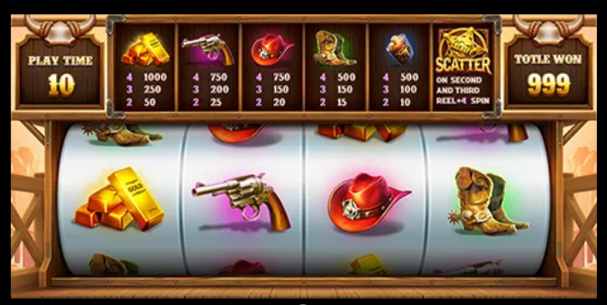 PLAY TIME
10
4 1000
3 250
2 50
4 750
3 200
2 25
4 750
3 150
2 20
4 500
3 150
2 15
4 500
3 100
2 10
SCATTER
ON SECOND
AND THIRD
REEL+4 SPIN
TOTLE WON
999
GOLD